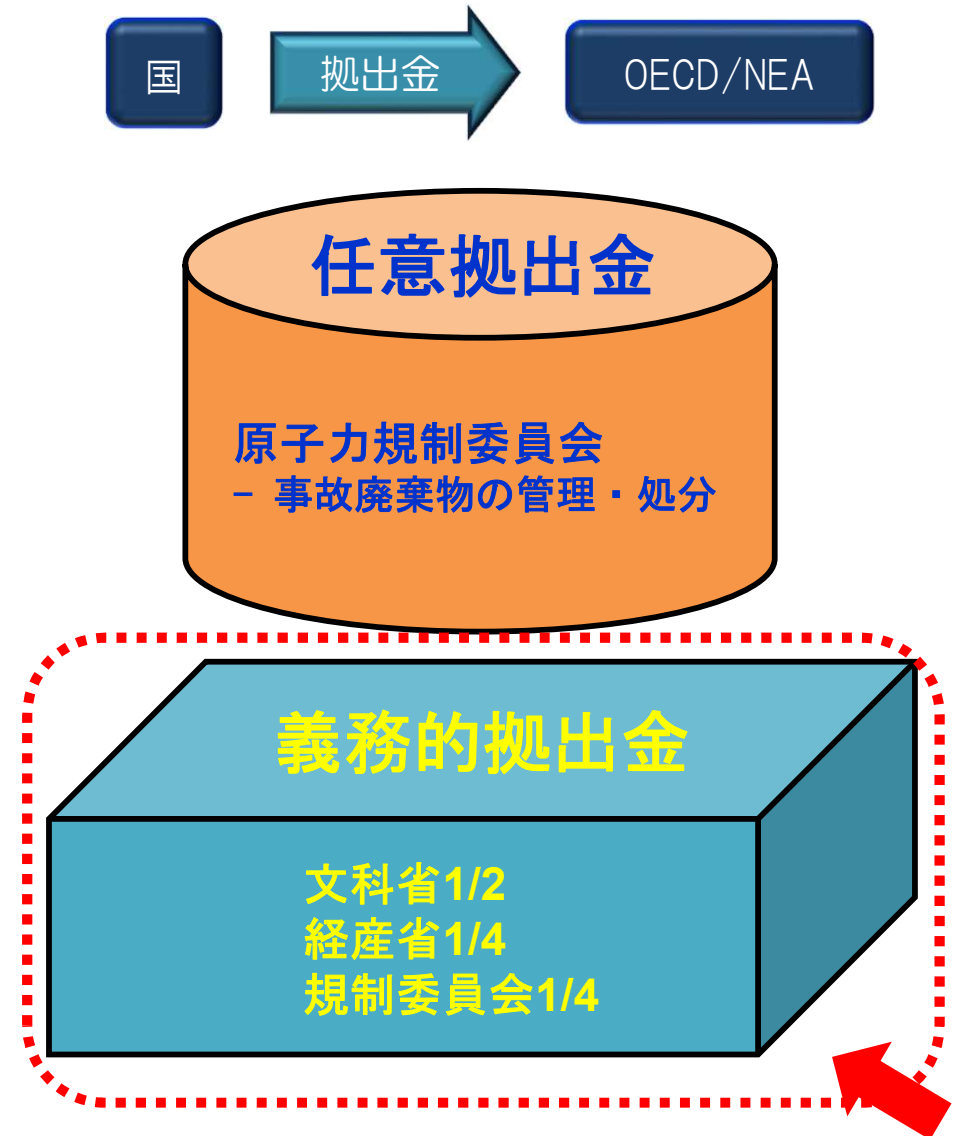 国
拠出金
OECD/NEA
任意拠出金
原子力規制委員会
- 事故廃棄物の管理・処分
義務的拠出金
文科省1/2
経産省1/4
規制委員会1/4